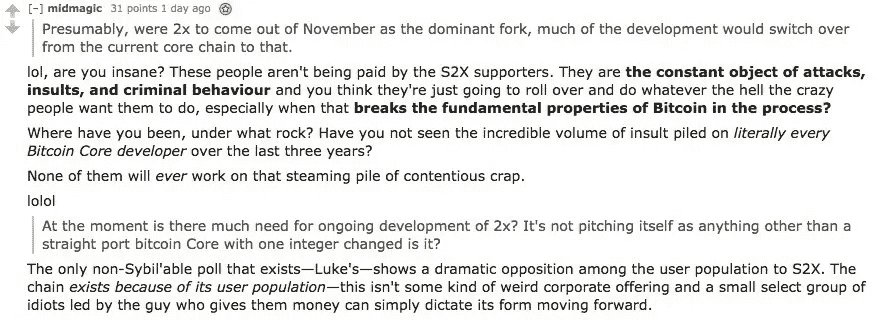 [-] midmagic 31 points 1 day ago
Presumably, were 2x to come out of November as the dominant fork, much of the development would switch over
from the current core chain to that.
lol, are you insane? These people aren't being paid by the S2X supporters. They are the constant object of attacks,
insults, and criminal behaviour and you think they're just going to roll over and do whatever the hell the crazy
people want them to do, especially when that breaks the fundamental properties of Bitcoin in the process?
Where have you been, under what rock? Have you not seen the incredible volume of insult piled on literally every
Bitcoin Core developer over the last three years?
None of them will ever work on that steaming pile of contentious crap.
lolol
At the moment is there much need for ongoing development of 2x? It's not pitching itself as anything other than a
straight port bitcoin Core with one integer changed is it?
The only non-Sybil'able poll that exists—Luke's—shows a dramatic opposition among the user population to S2X. The
chain exists because of its user population—this isn't some kind of weird corporate offering and a small select group of
idiots led by the guy who gives them money can simply dictate its form moving forward.